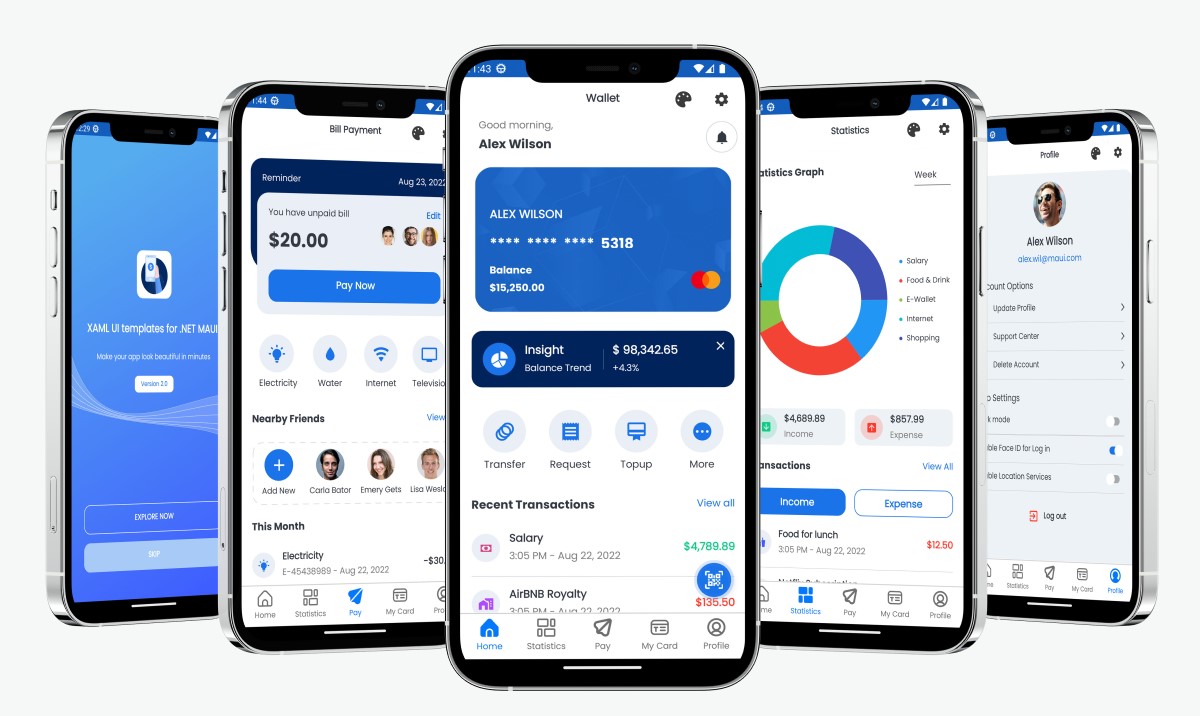 2:29
XAML UI templates for .NET MAUI
Make your app look beautiful in minutes
Version 2.0
EXPLORE NOW
SKIP
1:44
Bill Payment
Reminder
Aug 23, 2022
You have unpaid bill
Edit
$20.00
Pay Now
Electricity Water Internet Televisio
Nearby Friends
View
Add New Carla Bator Emery Gets Lisa Weslo
This Month
Electricity
-$30.
E-45438989 - Aug 22, 2022
Home Statistics Pay My Card Pro
1:43
Wallet
Good morning,
Alex Wilson
ALEX WILSON
**** **** **** 5318
Balance
$15,250.00
Insight
$ 98,342.65
Balance Trend
+4.3%
Transfer Request Topup More
Recent Transactions
View all
Salary
3:05 PM - Aug 22, 2022
$4,789.89
AirBNB Royalty
3:05 PM - Aug 22, 2022
$135.50
Home Statistics Pay My Card Profile
Statistics
atistics Graph
Week
Salary
Food & Drink
E-Wallet
Internet
Shopping
$4,689.89
Income
$857.99
Expense
ansactions
View All
Income
Expense
Food for lunch
3:05 PM - Aug 22, 2022
$12.50
Netflix Subscription
me Statistics Pay My Card Profile
Profile
Alex Wilson
alex.wil@maui.com
count Options
Update Profile
Support Center
Delete Account
p Settings
k mode
ble Face ID for Log in
ble Location Services
Log out
Statistics Pay My Card Profile